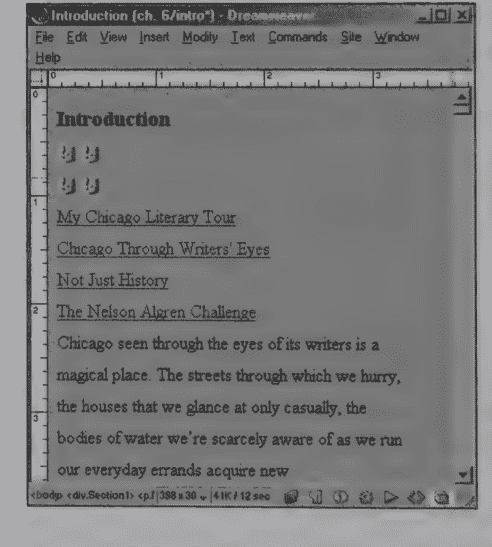 Introduction (ch. 6/intro*) - Dreamweaver
File Edit View Insert Modify Text Commands Site Window
Help
0 1 2 3
0
Introduction
1
My Chicago Literary Tour
Chicago Through Writers' Eyes
Not Just History
2
The Nelson Algren Challenge
Chicago seen through the eyes of its writers is a
magical place. The streets through which we hurry,
the houses that we glance at only casually, the
3
bodies of water we're scarcely aware of as we run
our everyday errands acquire new
<body> <div.Section1> <p.f 398 x 30 41K / 12 sec